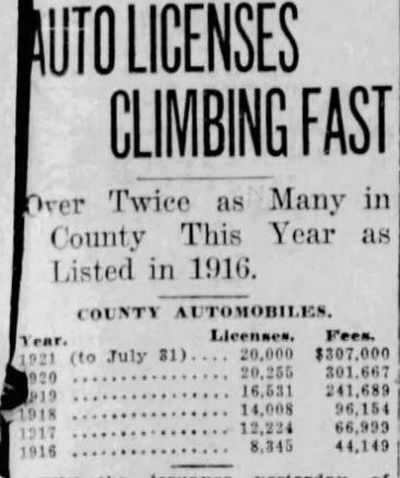 AUTO LICENSES
CLIMBING FAST
Over Twice as Many in
County This Year as
Listed in 1916.
COUNTY AUTOMOBILES.
Year. Licenses. Fees.
1921 (to July 31).... 20,000 $307,000
1920 ................ 20,255 301,667
1919 ................ 16,531 241,689
1918 ................ 14,008 96,154
1917 ................ 12,224 66,999
1916 ................ 8,345 44,149